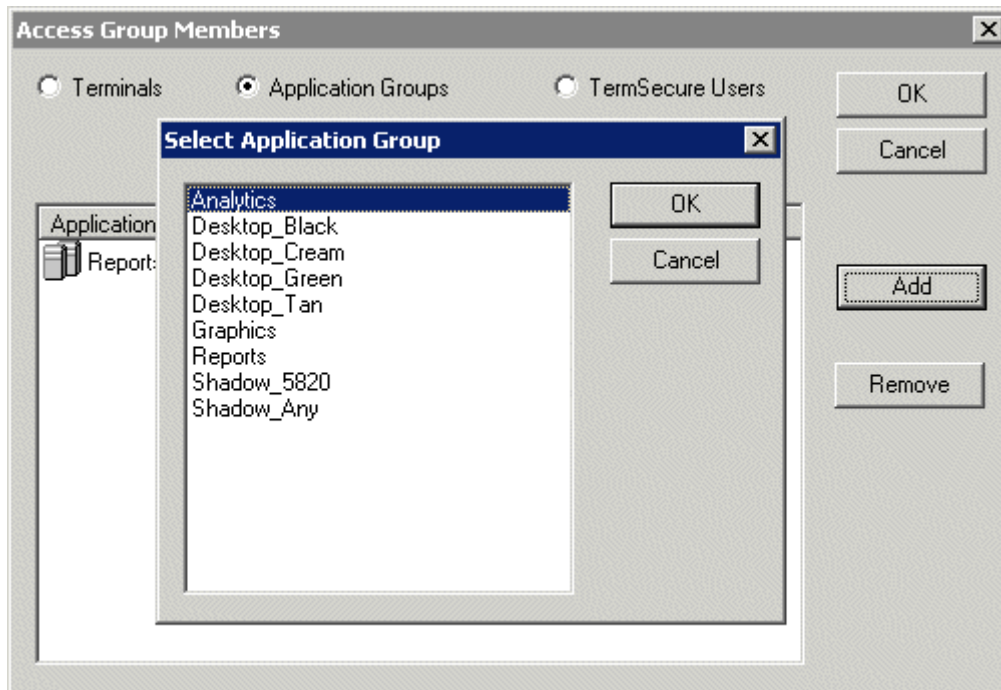 Access Group Members
Terminals Application Groups TermSecure Users
OK
Cancel
Application
Report
Add
Remove
Select Application Group
Analytics
Desktop_Black
Desktop_Cream
Desktop_Green
Desktop_Tan
Graphics
Reports
Shadow_5820
Shadow_Any
OK
Cancel